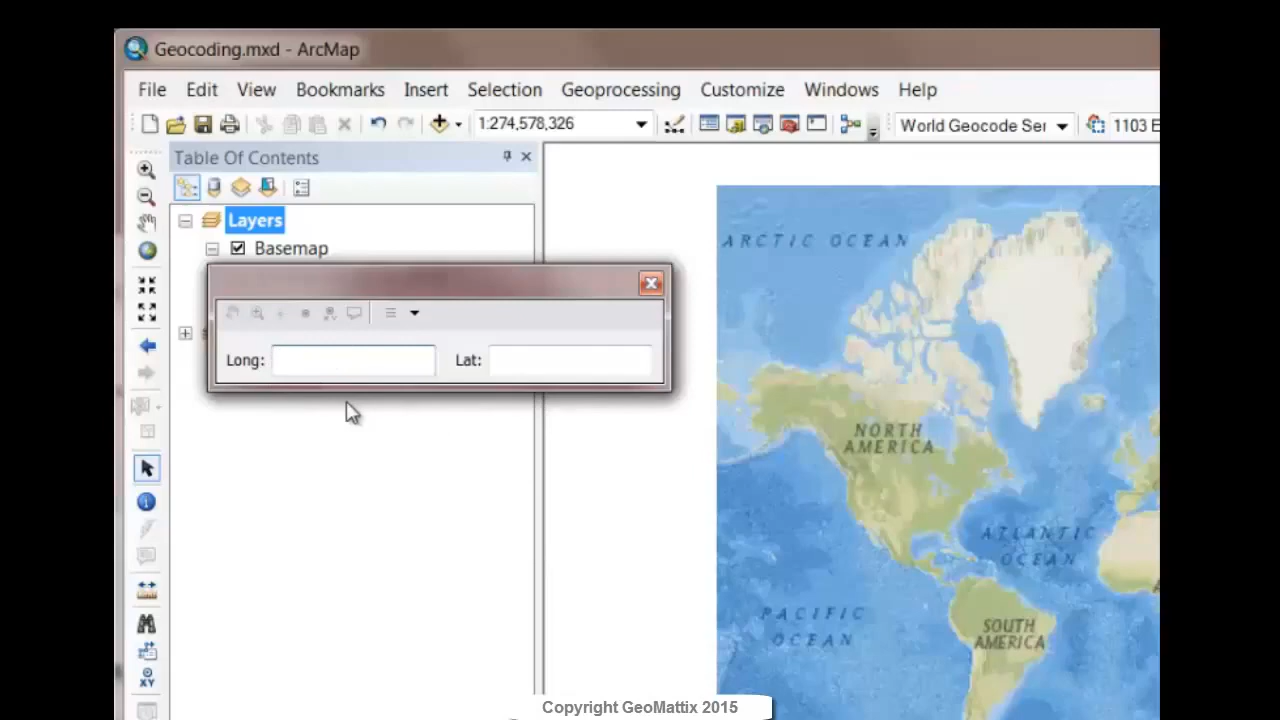 Geocoding.mxd - ArcMap
File Edit View Bookmarks Insert Selection Geoprocessing Customize Windows Help
1:274,578,326
World Geocode Ser
1103 E
Table Of Contents
Layers
Basemap
Long:
Lat:
XY
ARCTIC OCEAN
NORTH
AMERICA
ATLANTIC
OCEAN
PACIFIC
OCEAN
SOUTH
AMERICA
Copyright GeoMattix 2015